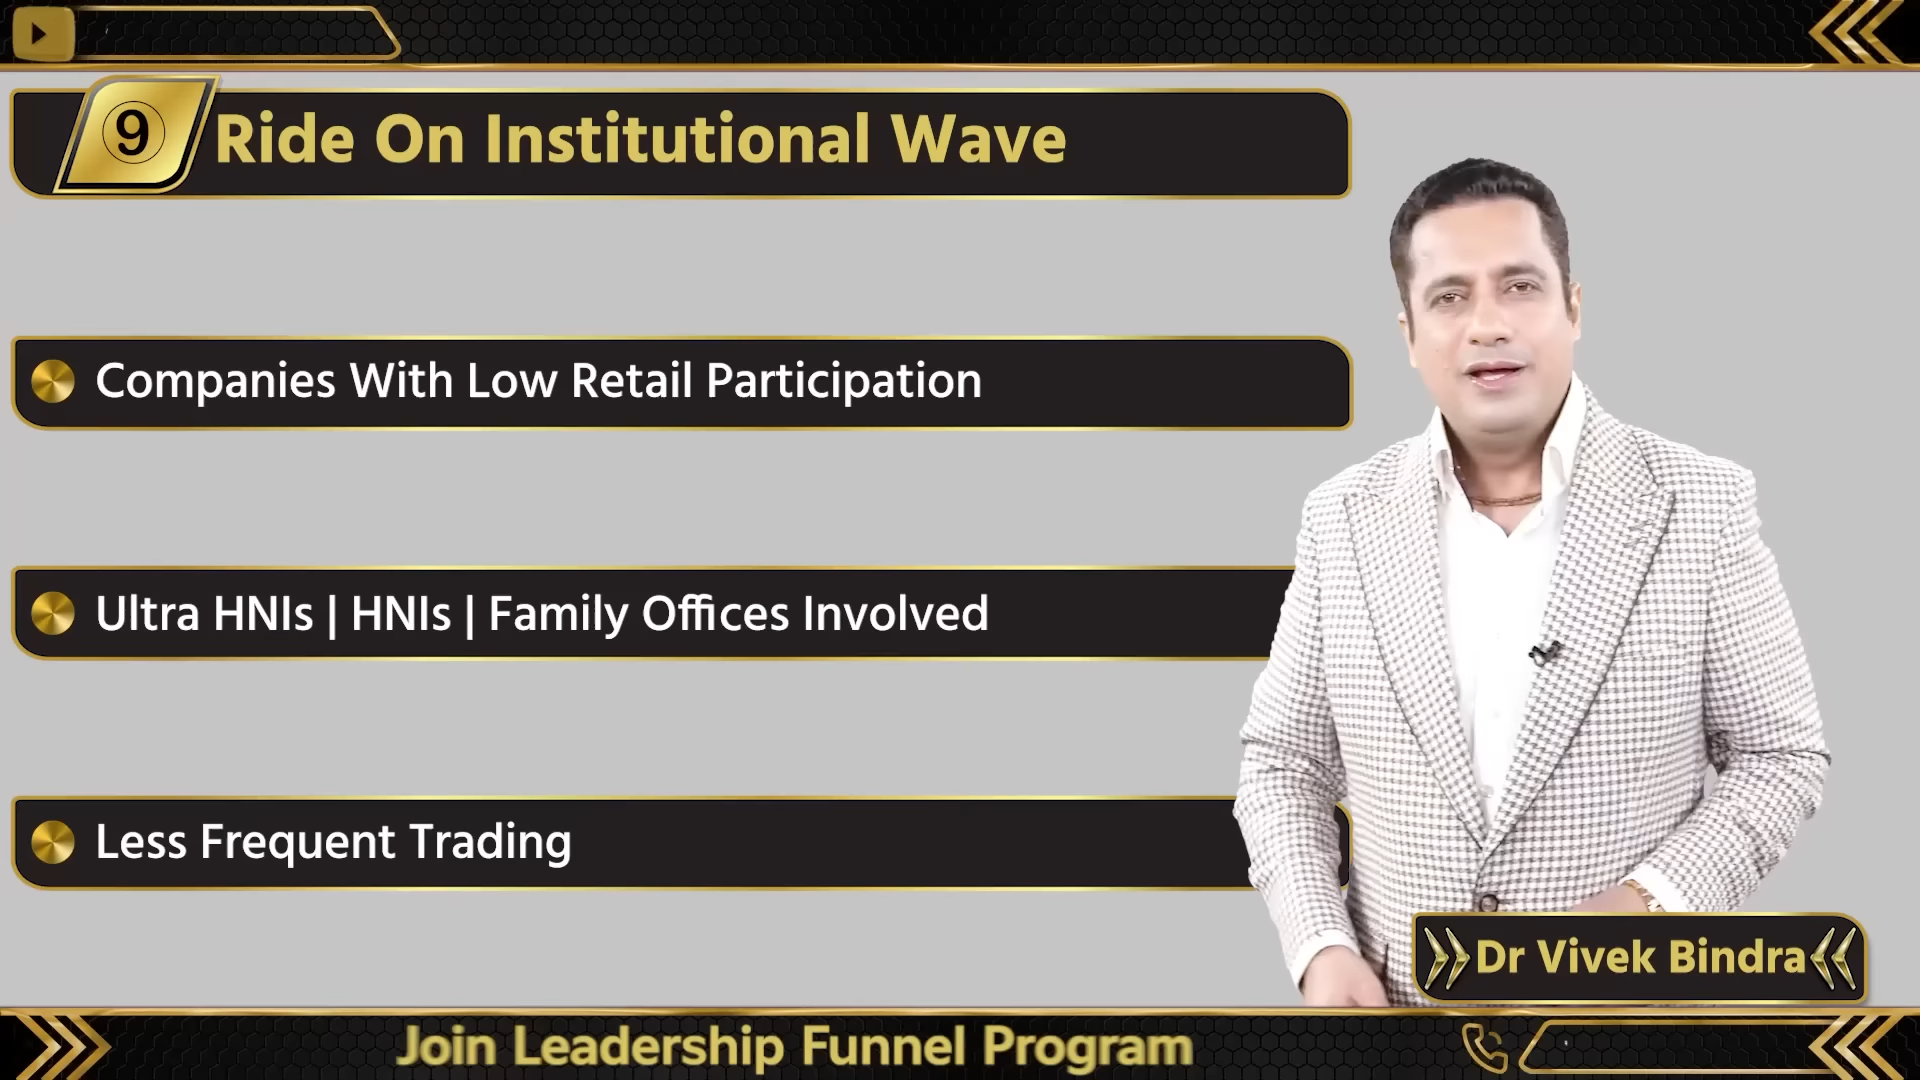 9 Ride On Institutional Wave
Companies With Low Retail Participation
Ultra HNIs | HNIs | Family Offices Involved
Less Frequent Trading
Dr Vivek Bindra
Join Leadership Funnel Program